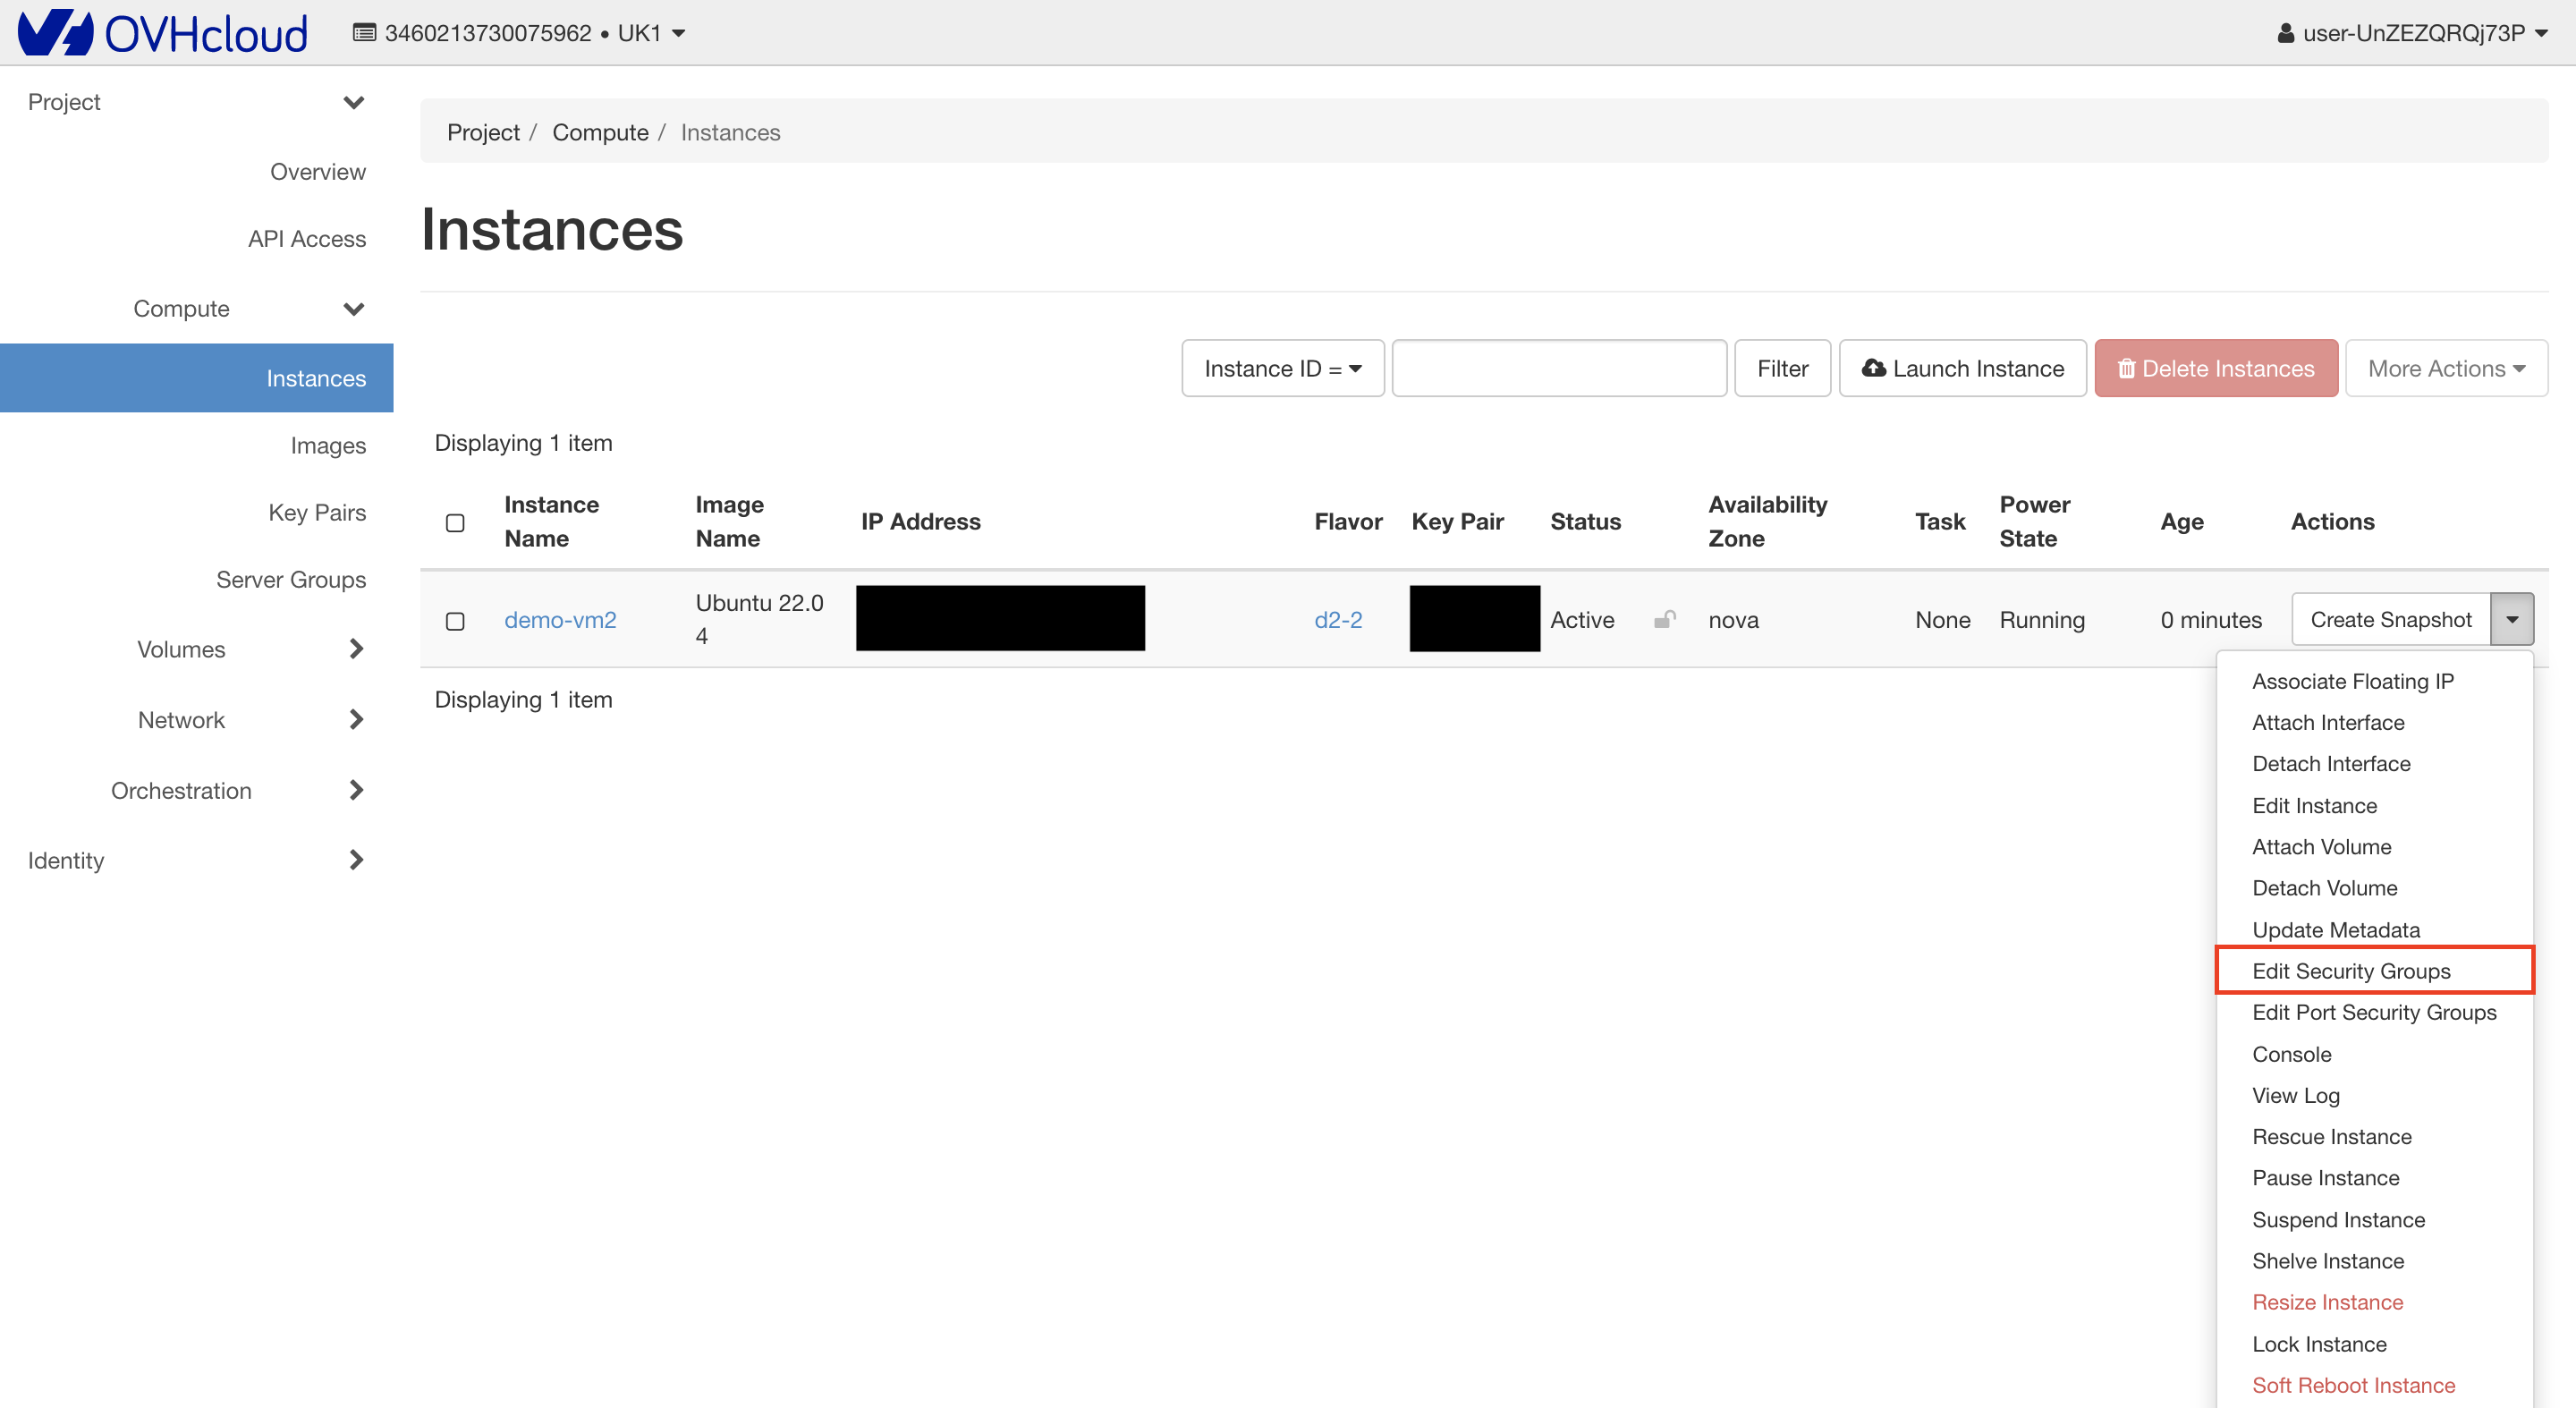 OVHcloud
3460213730075962 • UK1
user-UnZEZQRQj73P
Project
Overview
API Access
Compute
Instances
Images
Key Pairs
Server Groups
Volumes
Network
Orchestration
Identity
Project / Compute / Instances
Instances
Instance ID =
Filter
Launch Instance
Delete Instances
More Actions
Displaying 1 item
Instance Name
Image Name
IP Address
Flavor
Key Pair
Status
Availability Zone
Task
Power State
Age
Actions
demo-vm2
Ubuntu 22.0
4
d2-2
Active
nova
None
Running
0 minutes
Create Snapshot
Displaying 1 item
Associate Floating IP
Attach Interface
Detach Interface
Edit Instance
Attach Volume
Detach Volume
Update Metadata
Edit Security Groups
Edit Port Security Groups
Console
View Log
Rescue Instance
Pause Instance
Suspend Instance
Shelve Instance
Resize Instance
Lock Instance
Soft Reboot Instance